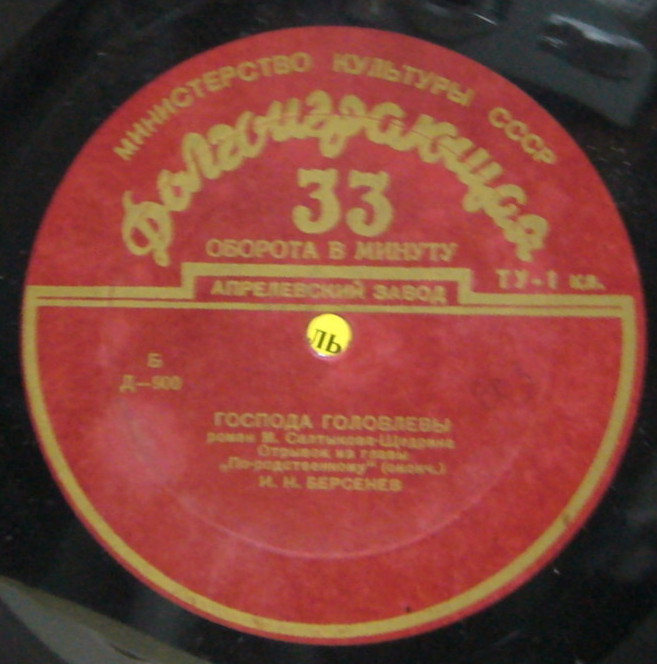 МИНИСТЕРСТВО КУЛЬТУРЫ СССР
Долгоиграющая
33
ОБОРОТА В МИНУТУ
ТУ-1 кл.
АПРЕЛЕВСКИЙ ЗАВОД
ЛЬ
Б
Д—900
ГОСПОДА ГОЛОВЛЕВЫ
роман М. Салтыкова-Щедрина
Отрывок из главы
„По-родственному" (оконч.)
И. Н. БЕРСЕНЕВ